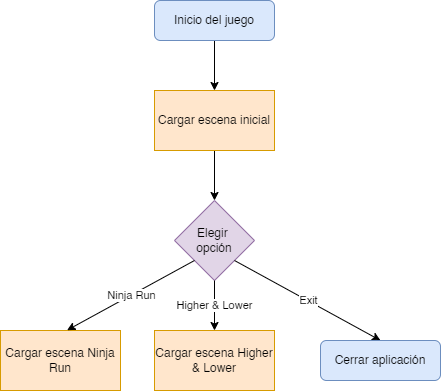 Inicio del juego
Cargar escena inicial
Elegir
opción
Ninja Run
Higher & Lower
Exit
Cargar escena Ninja
Run
Cargar escena Higher
& Lower
Cerrar aplicación